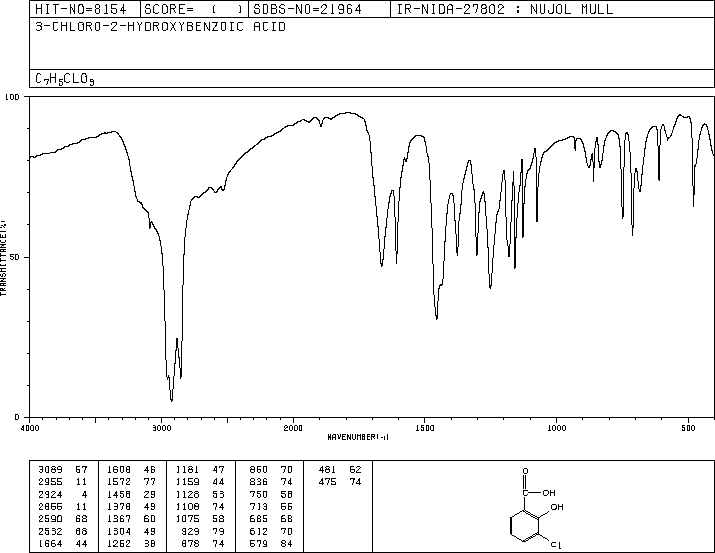 HIT-NO=8154 SCORE= ( ) SDBS-NO=21964 IR-NIDA-27802 : NUJOL MULL
3-CHLORO-2-HYDROXYBENZOIC ACID
C7H5CLO3
100
50
0
TRANSMITTANCE(%)
4000 3000 2000 1500 1000 500
WAVENUMBER(-1)
3089 57 1608 46 1181 47 860 70 481 62
2955 11 1572 77 1159 44 836 74 475 74
2924 4 1458 29 1128 53 750 58
2855 11 1378 49 1108 74 713 55
2590 68 1367 60 1075 58 685 68
2532 68 1304 49 929 79 612 70
1664 44 1252 38 878 74 579 84
O
C OH
OH
Cl